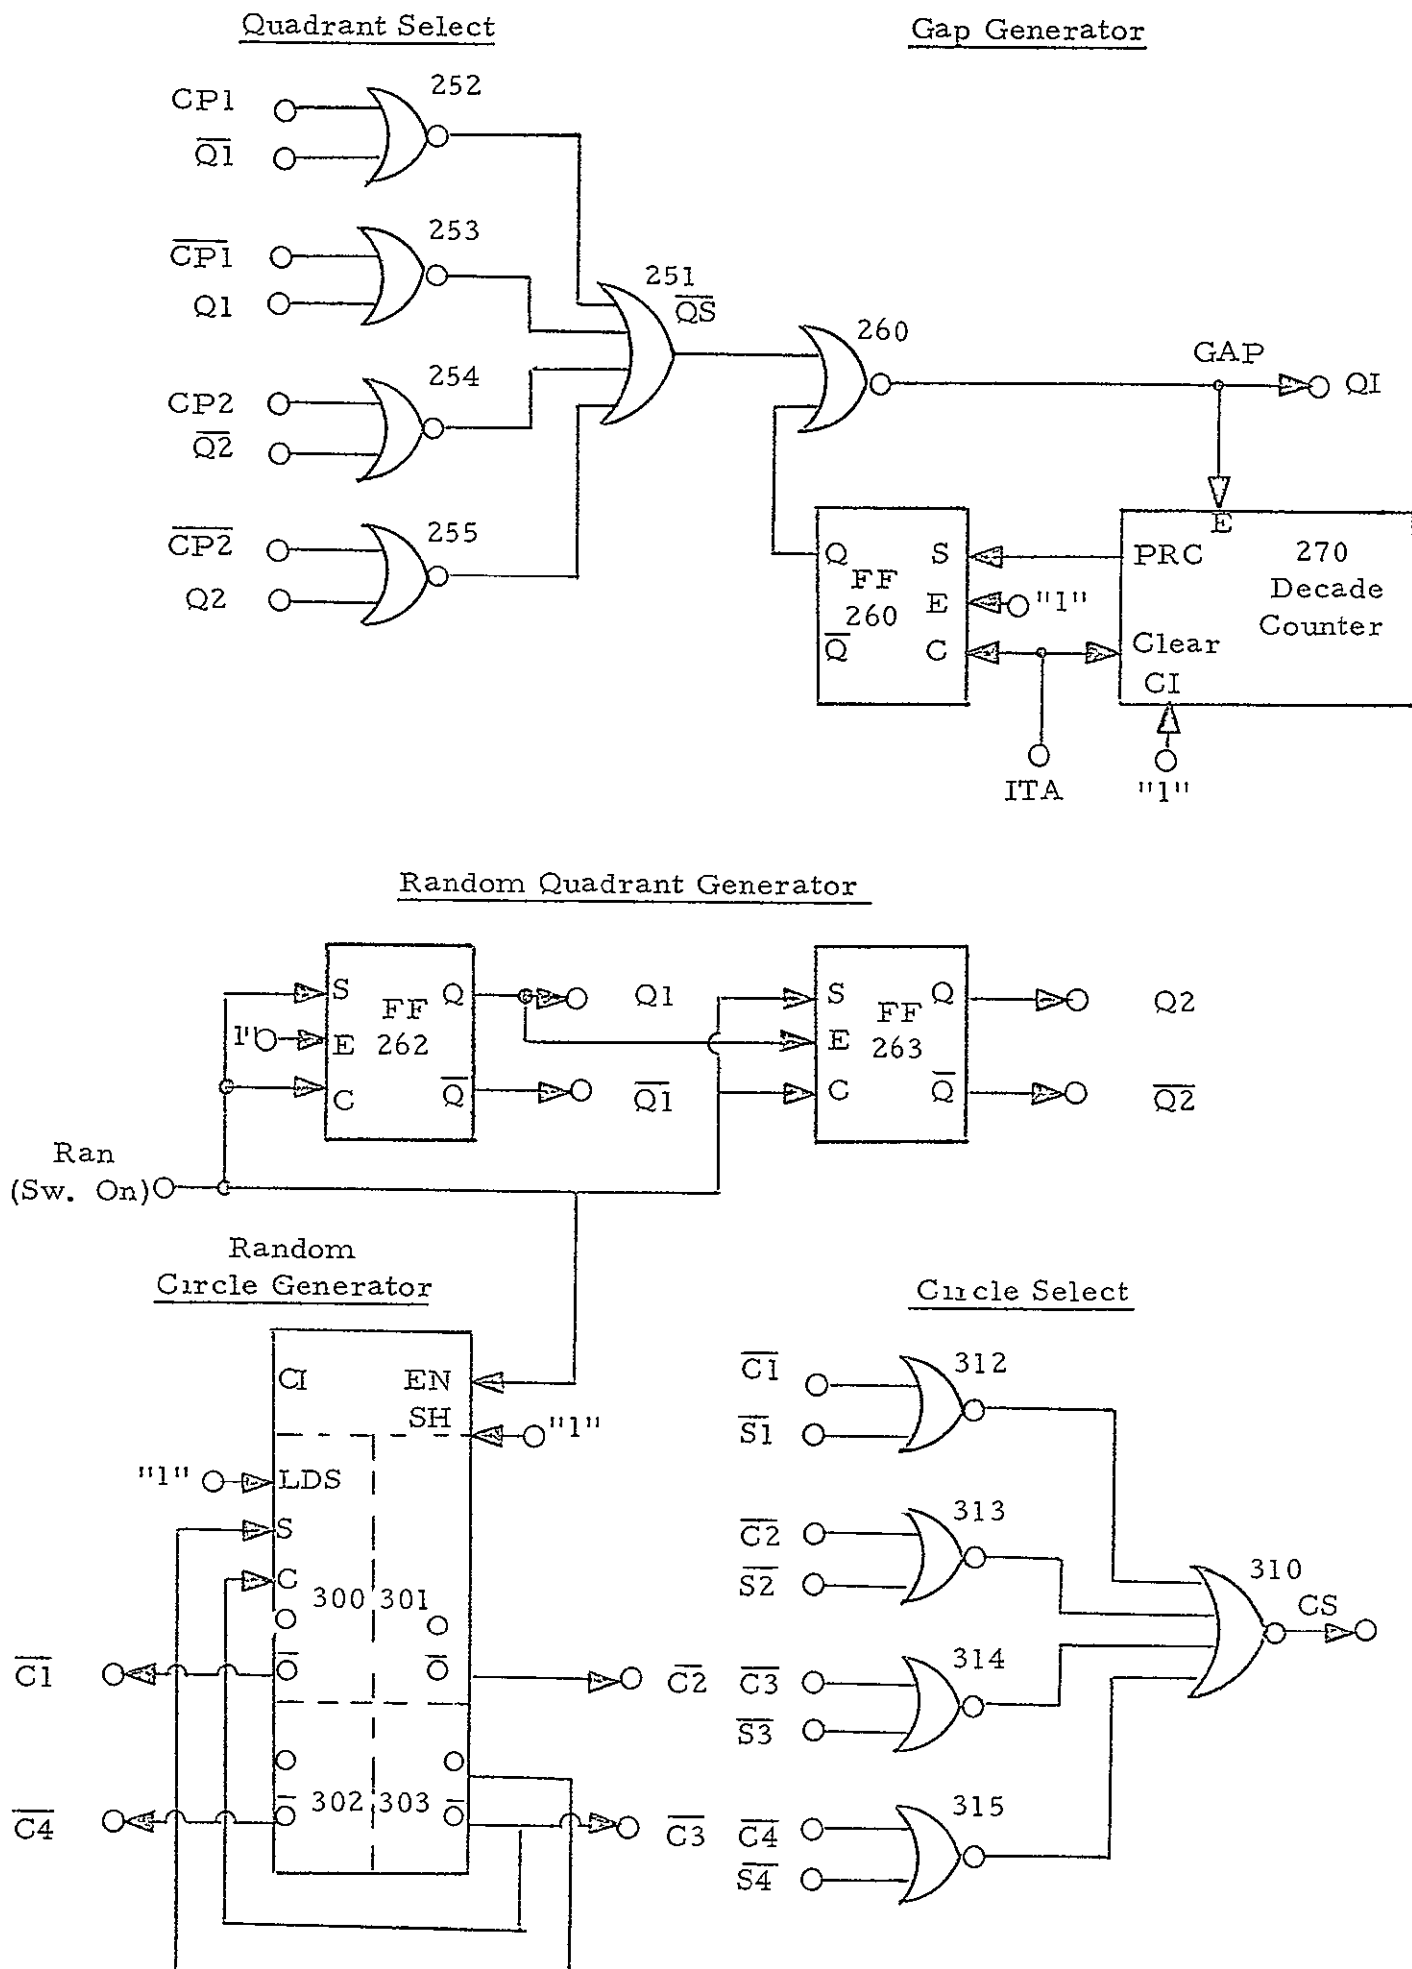 Quadrant Select
Gap Generator
CP1
252
Q̅1̅
C̅P̅1̅
253
Q1
251
Q̅S̅
CP2
254
Q̅2̅
C̅P̅2̅
255
Q2
260
GAP
QI
E
Q
S
PRC
270
FF
Decade
E
"1"
260
Counter
Q̅
C
Clear
CI
ITA
"1"
Random Quadrant Generator
S
Q
Q1
S
Q
Q2
FF
FF
1"
E
262
E
263
C
Q̅
Q̅1̅
C
Q̅
Q̅2̅
Ran
(Sw. On)
Random
Circle Generator
Circle Select
CI
EN
SH
"1"
"1"
LDS
S
C
300
301
O
O
C̅1̅
O̅
O̅
C̅2̅
O
O
C̅4̅
O̅
302
303
O̅
C̅3̅
C̅1̅
312
S̅1̅
C̅2̅
313
S̅2̅
310
CS
C̅3̅
314
S̅3̅
C̅4̅
315
S̅4̅